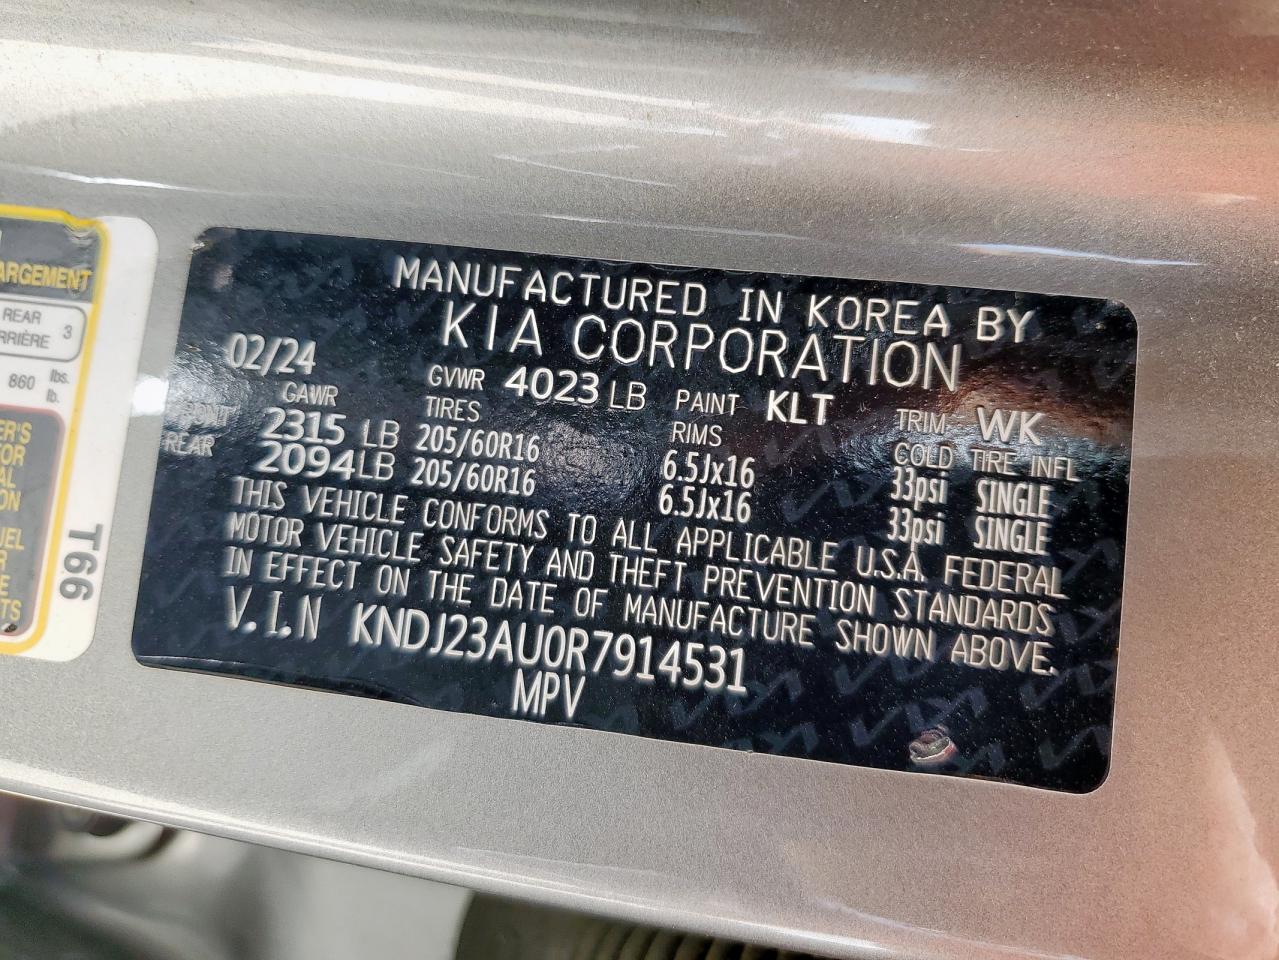 ARGEMENT
REAR
3
RRIÈRE
860 lbs.
lb.
T66
MANUFACTURED IN KOREA BY
KIA CORPORATION
02/24
GVWR 4023 LB PAINT KLT TRIM WK
GAWR TIRES RIMS COLD TIRE INFL
FRONT 2315 LB 205/60R16 6.5Jx16 33psi SINGLE
REAR 2094 LB 205/60R16 6.5Jx16 33psi SINGLE
THIS VEHICLE CONFORMS TO ALL APPLICABLE U.S.A. FEDERAL
MOTOR VEHICLE SAFETY AND THEFT PREVENTION STANDARDS
IN EFFECT ON THE DATE OF MANUFACTURE SHOWN ABOVE.
V.I.N KNDJ23AU0R7914531
MPV